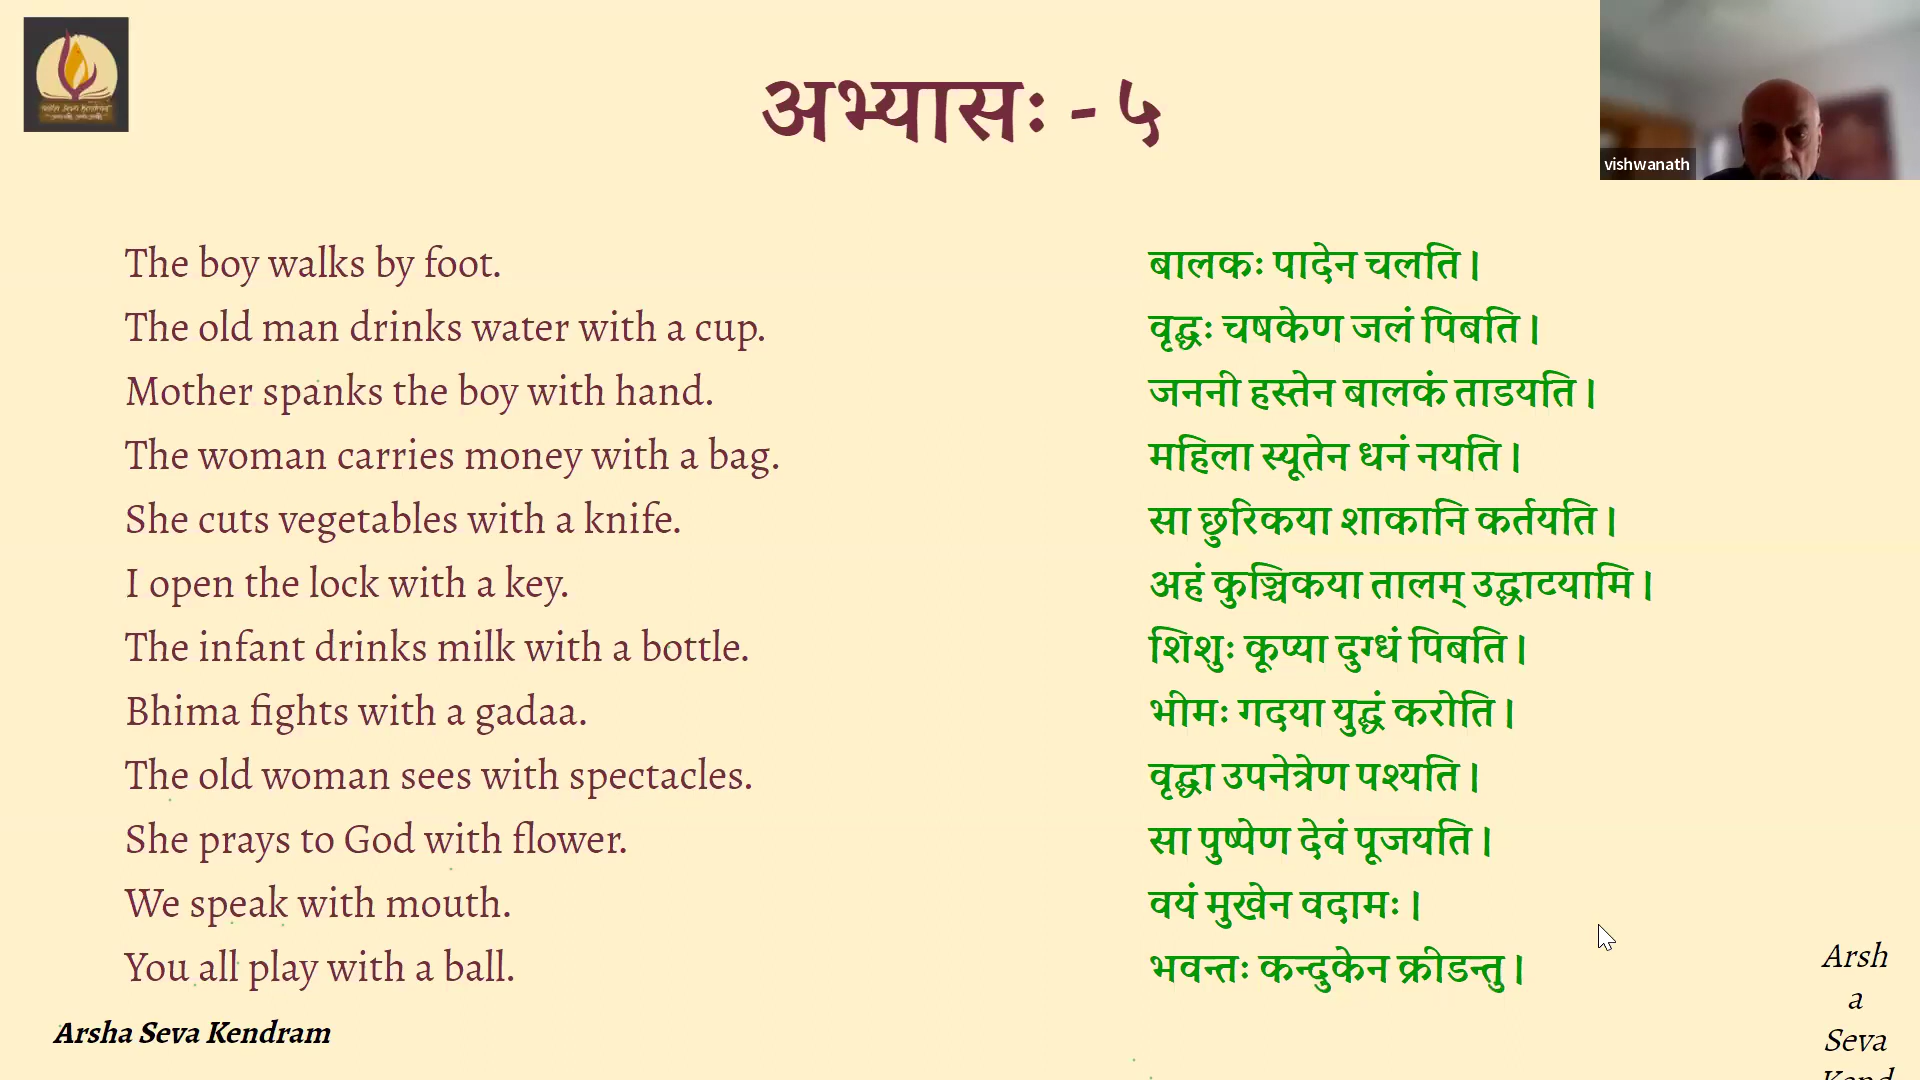 अभ्यासः - ५
vishwanath
The boy walks by foot.
The old man drinks water with a cup.
Mother spanks the boy with hand.
The woman carries money with a bag.
She cuts vegetables with a knife.
I open the lock with a key.
The infant drinks milk with a bottle.
Bhima fights with a gadaa.
The old woman sees with spectacles.
She prays to God with flower.
We speak with mouth.
You all play with a ball.
बालकः पादेन चलति।
वृद्धः चषकेण जलं पिबति।
जननी हस्तेन बालकं ताडयति।
महिला स्यूतेन धनं नयति।
सा छुरिकया शाकानि कर्तयति।
अहं कुञ्चिकया तालम् उद्घाटयामि।
शिशुः कूप्या दुग्धं पिबति।
भीमः गदया युद्धं करोति।
वृद्धा उपनेत्रेण पश्यति।
सा पुष्पेण देवं पूजयति।
वयं मुखेन वदामः।
भवन्तः कन्दुकेन क्रीडन्तु।
Arsha Seva Kendram
Arsh
a
Seva
Kend